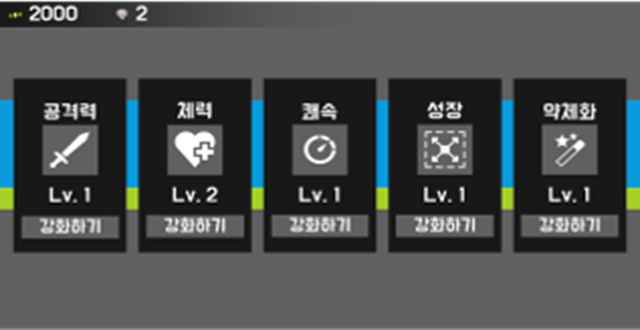 2000 2
공격력 체력 쾌속 성장 약체화
Lv. 1 Lv. 2 Lv. 1 Lv. 1 Lv. 1
강화하기 강화하기 강화하기 강화하기 강화하기